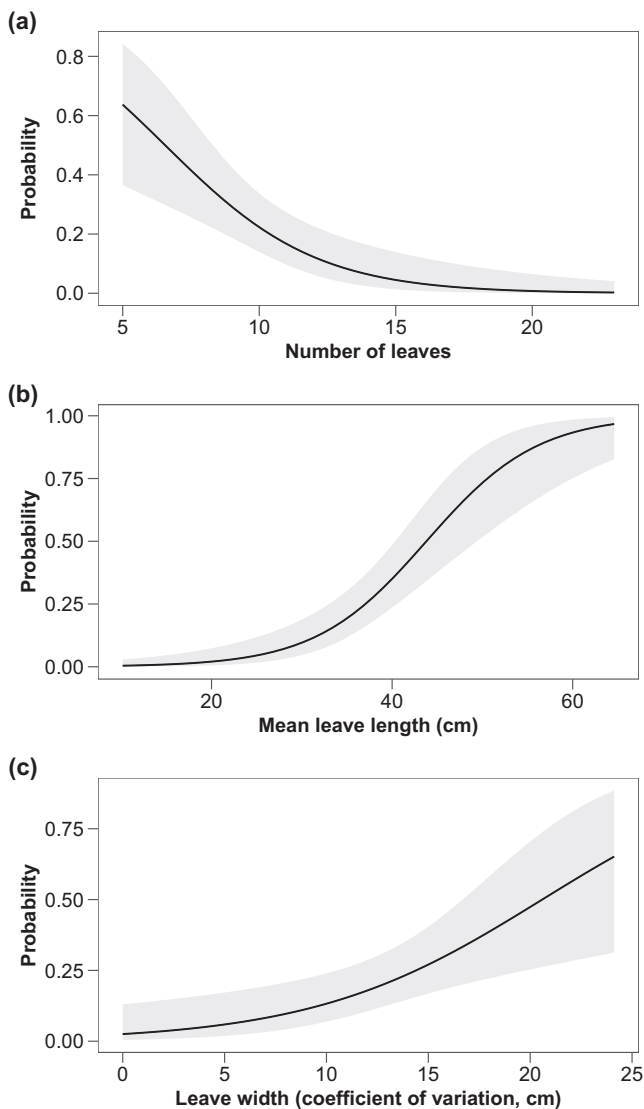 (a)
0.8
0.6
0.4
0.2
0.0
Probability
5 10 15 20
Number of leaves
(b)
1.00
0.75
0.50
0.25
0.00
Probability
20 40 60
Mean leave length (cm)
(c)
0.75
0.50
0.25
0.00
Probability
0 5 10 15 20 25
Leave width (coefficient of variation, cm)